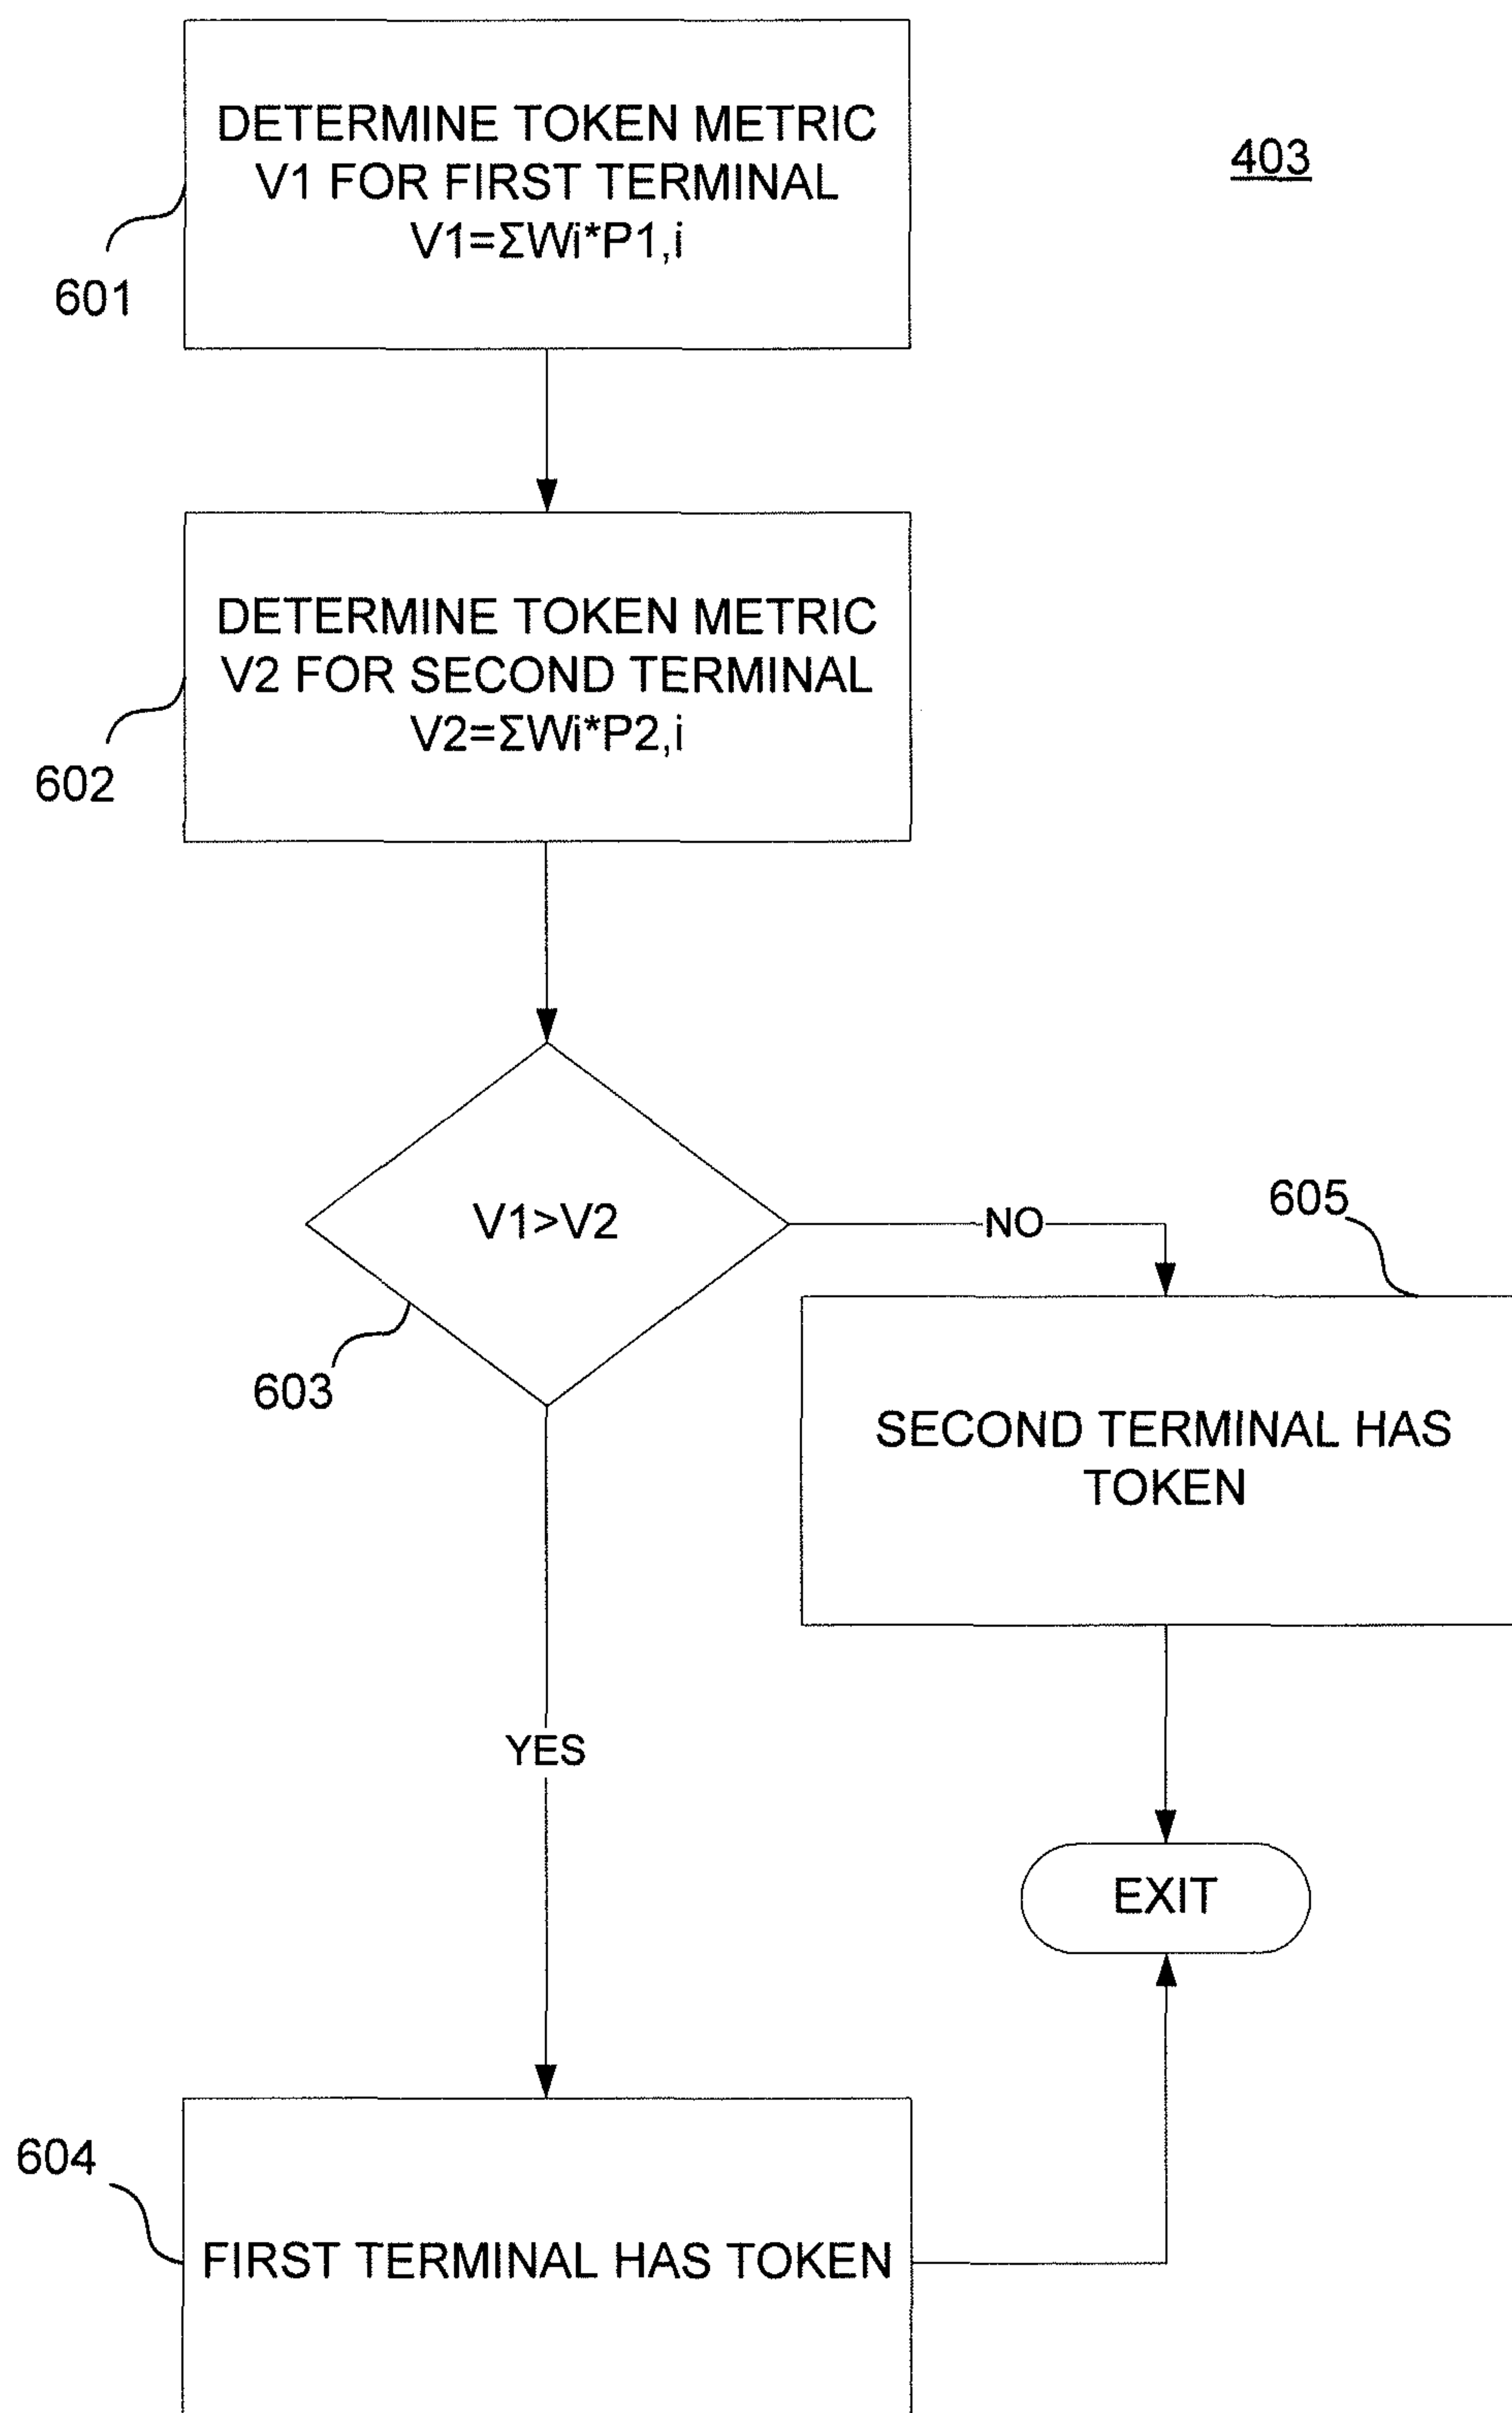 DETERMINE TOKEN METRIC
V1 FOR FIRST TERMINAL
V1=ΣWi*P1,i
403
601
DETERMINE TOKEN METRIC
V2 FOR SECOND TERMINAL
V2=ΣWi*P2,i
602
V1>V2
NO
605
603
SECOND TERMINAL HAS
TOKEN
YES
EXIT
604
FIRST TERMINAL HAS TOKEN